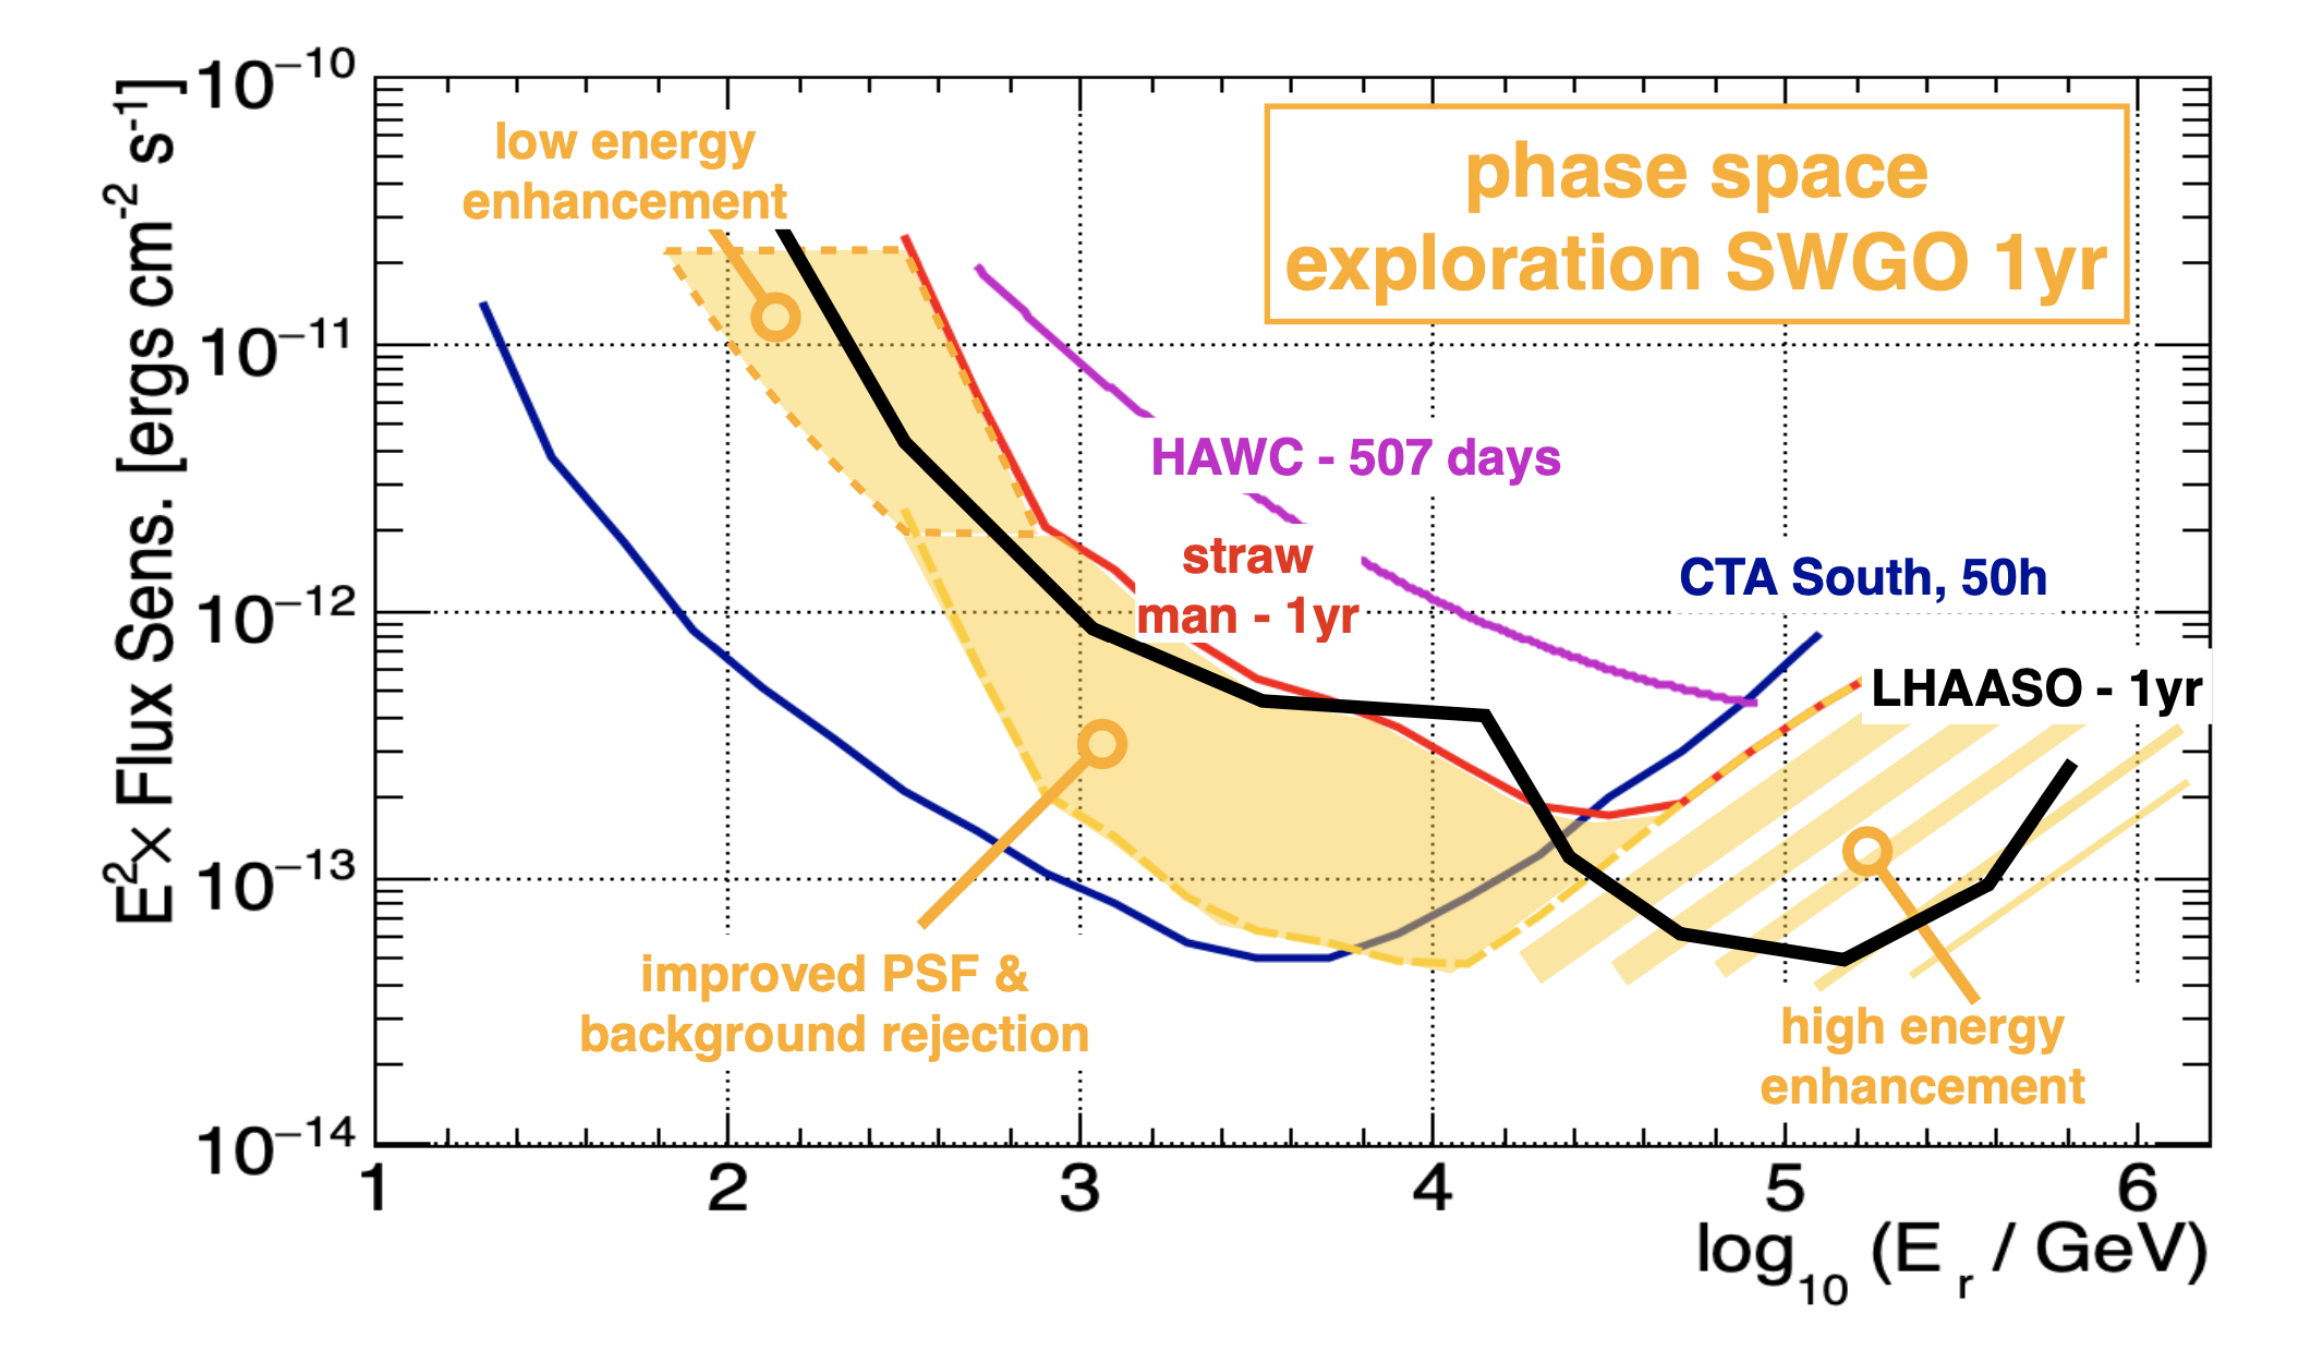 10⁻¹⁰
10⁻¹¹
10⁻¹²
10⁻¹³
10⁻¹⁴
E²× Flux Sens. [ergs cm⁻² s⁻¹]
low energy
enhancement
phase space
exploration SWGO 1yr
HAWC - 507 days
straw
man - 1yr
CTA South, 50h
LHAASO - 1yr
improved PSF &
background rejection
high energy
enhancement
1 2 3 4 5 6
log₁₀ (E ᵣ / GeV)